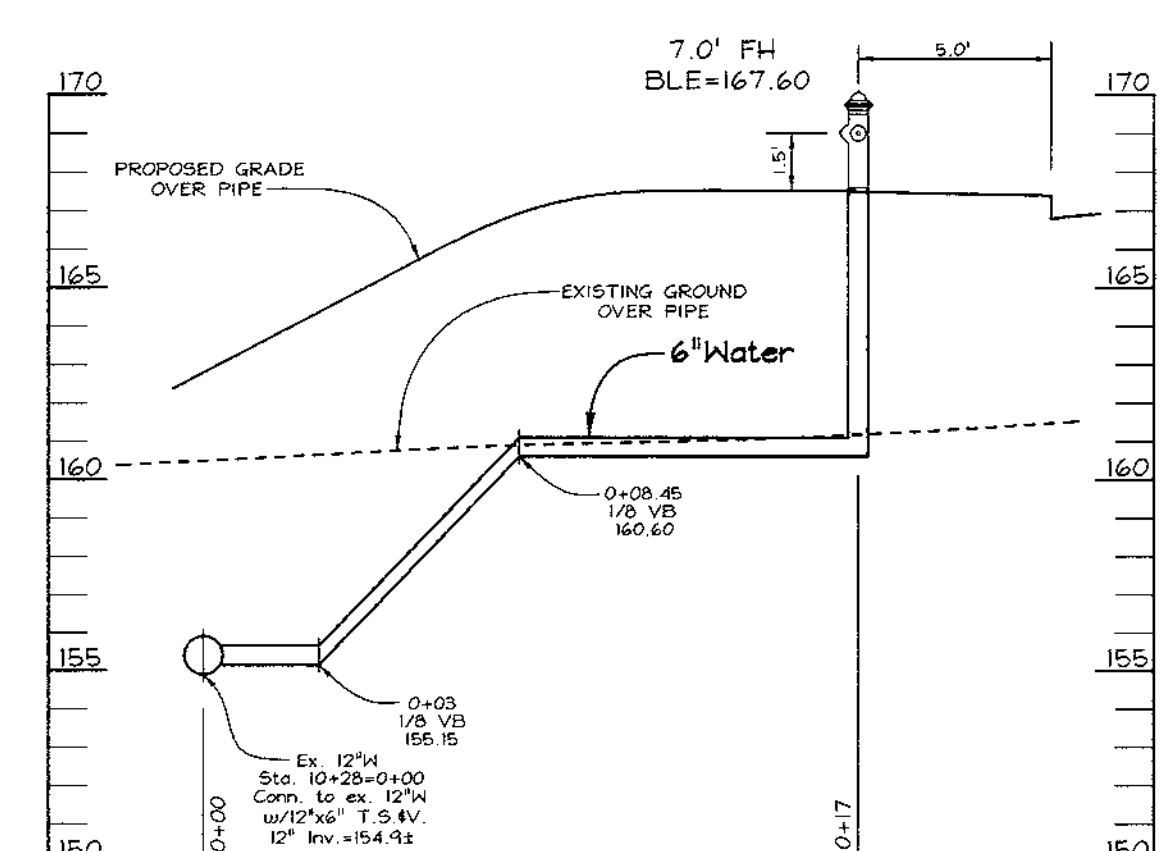 7.0' FH
BLE=167.60
5.0'
170
170
1.5'
PROPOSED GRADE
OVER PIPE
165
165
EXISTING GROUND
OVER PIPE
6"Water
160
160
0+08.45
1/8 VB
160.60
155
155
0+03
1/8 VB
155.15
Ex. 12"W
Sta. 10+28=0+00
Conn. to ex. 12"W
w/12"x6" T.S.&V.
12" Inv.=154.9±
0+00
0+17
150
150